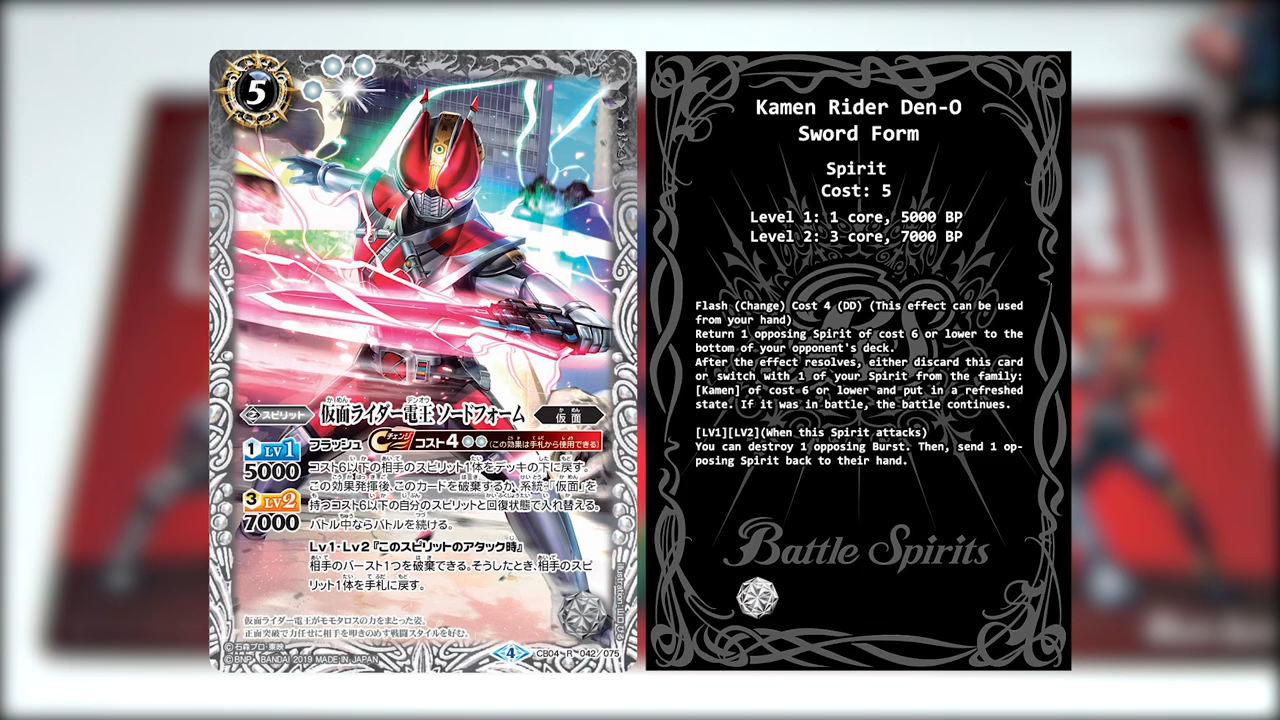 5
仮面ライダー電王 ソードフォーム
かめん
デンオウ
スピリット
仮面
かめん
1 LV1
5000
3 LV2
7000
フラッシュ
チェンジ
コスト4
(この効果は手札から使用できる)
コスト6以下の相手のスピリット1体をデッキの下に戻す。
この効果発揮後、このカードを破棄するか、系統:「仮面」を
持つコスト6以下の自分のスピリットと回復状態で入れ替える。
バトル中ならバトルを続ける。
Lv1・Lv2『このスピリットのアタック時』
相手のバースト1つを破棄できる。そうしたとき、相手のスピ
リット1体を手札に戻す。
仮面ライダー電王がモモタロスの力をまとった姿。
正面突破で力任せに相手を叩きのめす戦闘スタイルを好む。
© 石森プロ・東映
© BNP, BANDAI 2019 MADE IN JAPAN
4
CB04 R 042/075
Kamen Rider Den-O
Sword Form
Spirit
Cost: 5
Level 1: 1 core, 5000 BP
Level 2: 3 core, 7000 BP
Flash (Change) Cost 4 (DD) (This effect can be used
from your hand)
Return 1 opposing Spirit of cost 6 or lower to the
bottom of your opponent's deck.
After the effect resolves, either discard this card
or switch with 1 of your Spirit from the family:
[Kamen] of cost 6 or lower and put in a refreshed
state. If it was in battle, the battle continues.
[LV1][LV2](When this Spirit attacks)
You can destroy 1 opposing Burst. Then, send 1 op-
posing Spirit back to their hand.
Battle Spirits